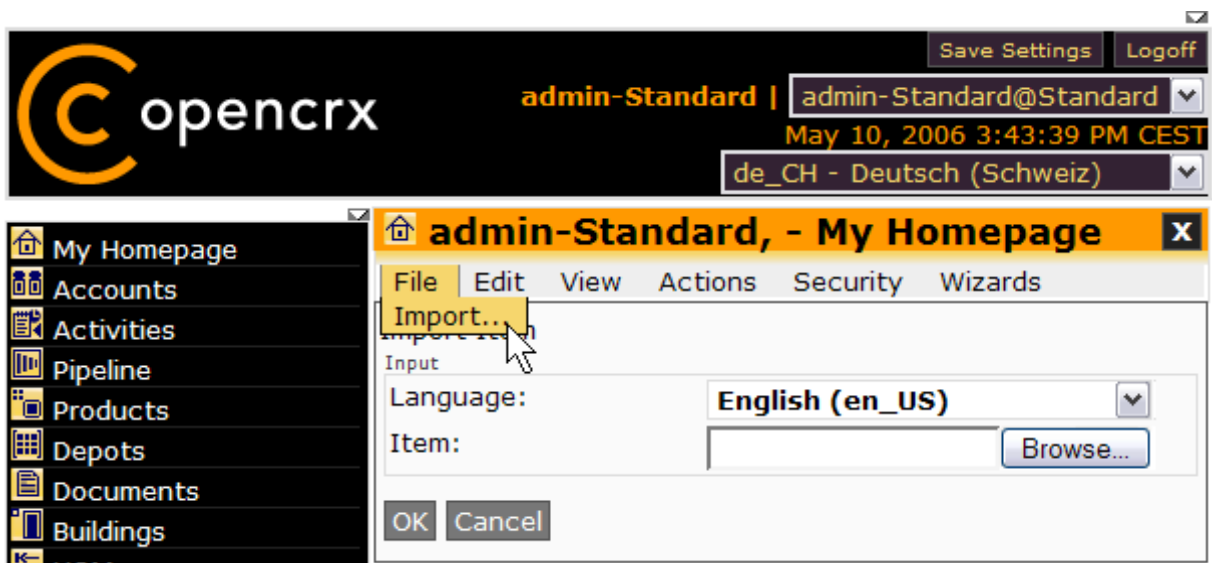 Save Settings Logoff
opencrx
admin-Standard | admin-Standard@Standard
May 10, 2006 3:43:39 PM CEST
de_CH - Deutsch (Schweiz)
My Homepage
Accounts
Activities
Pipeline
Products
Depots
Documents
Buildings
admin-Standard, - My Homepage x
File Edit View Actions Security Wizards
Import...
Input
Language: English (en_US)
Item: Browse...
OK Cancel